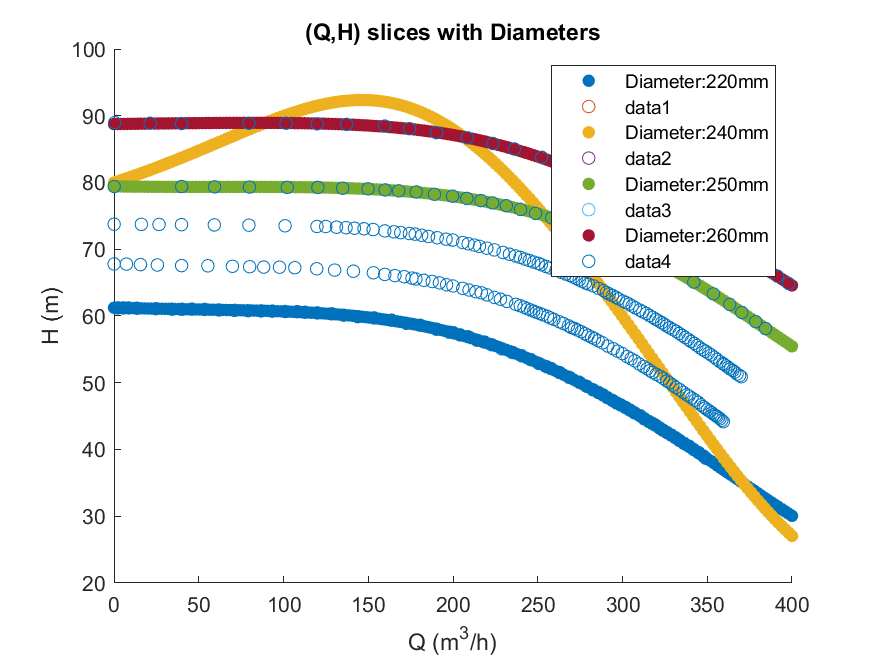 (Q,H) slices with Diameters
100
90
80
70
60
50
40
30
20
H (m)
0 50 100 150 200 250 300 350 400
Q (m³/h)
Diameter:220mm
data1
Diameter:240mm
data2
Diameter:250mm
data3
Diameter:260mm
data4